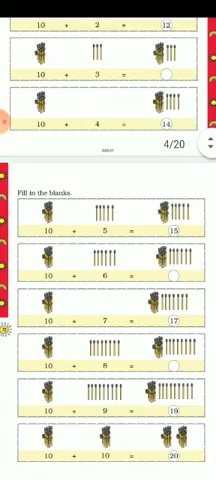 10 + 2 = 12
10 + 3 =
10 + 4 = 14
4/20
Fill in the blanks.
10 + 5 = 15
10 + 6 =
10 + 7 = 17
10 + 8 =
10 + 9 = 19
10 + 10 = 20